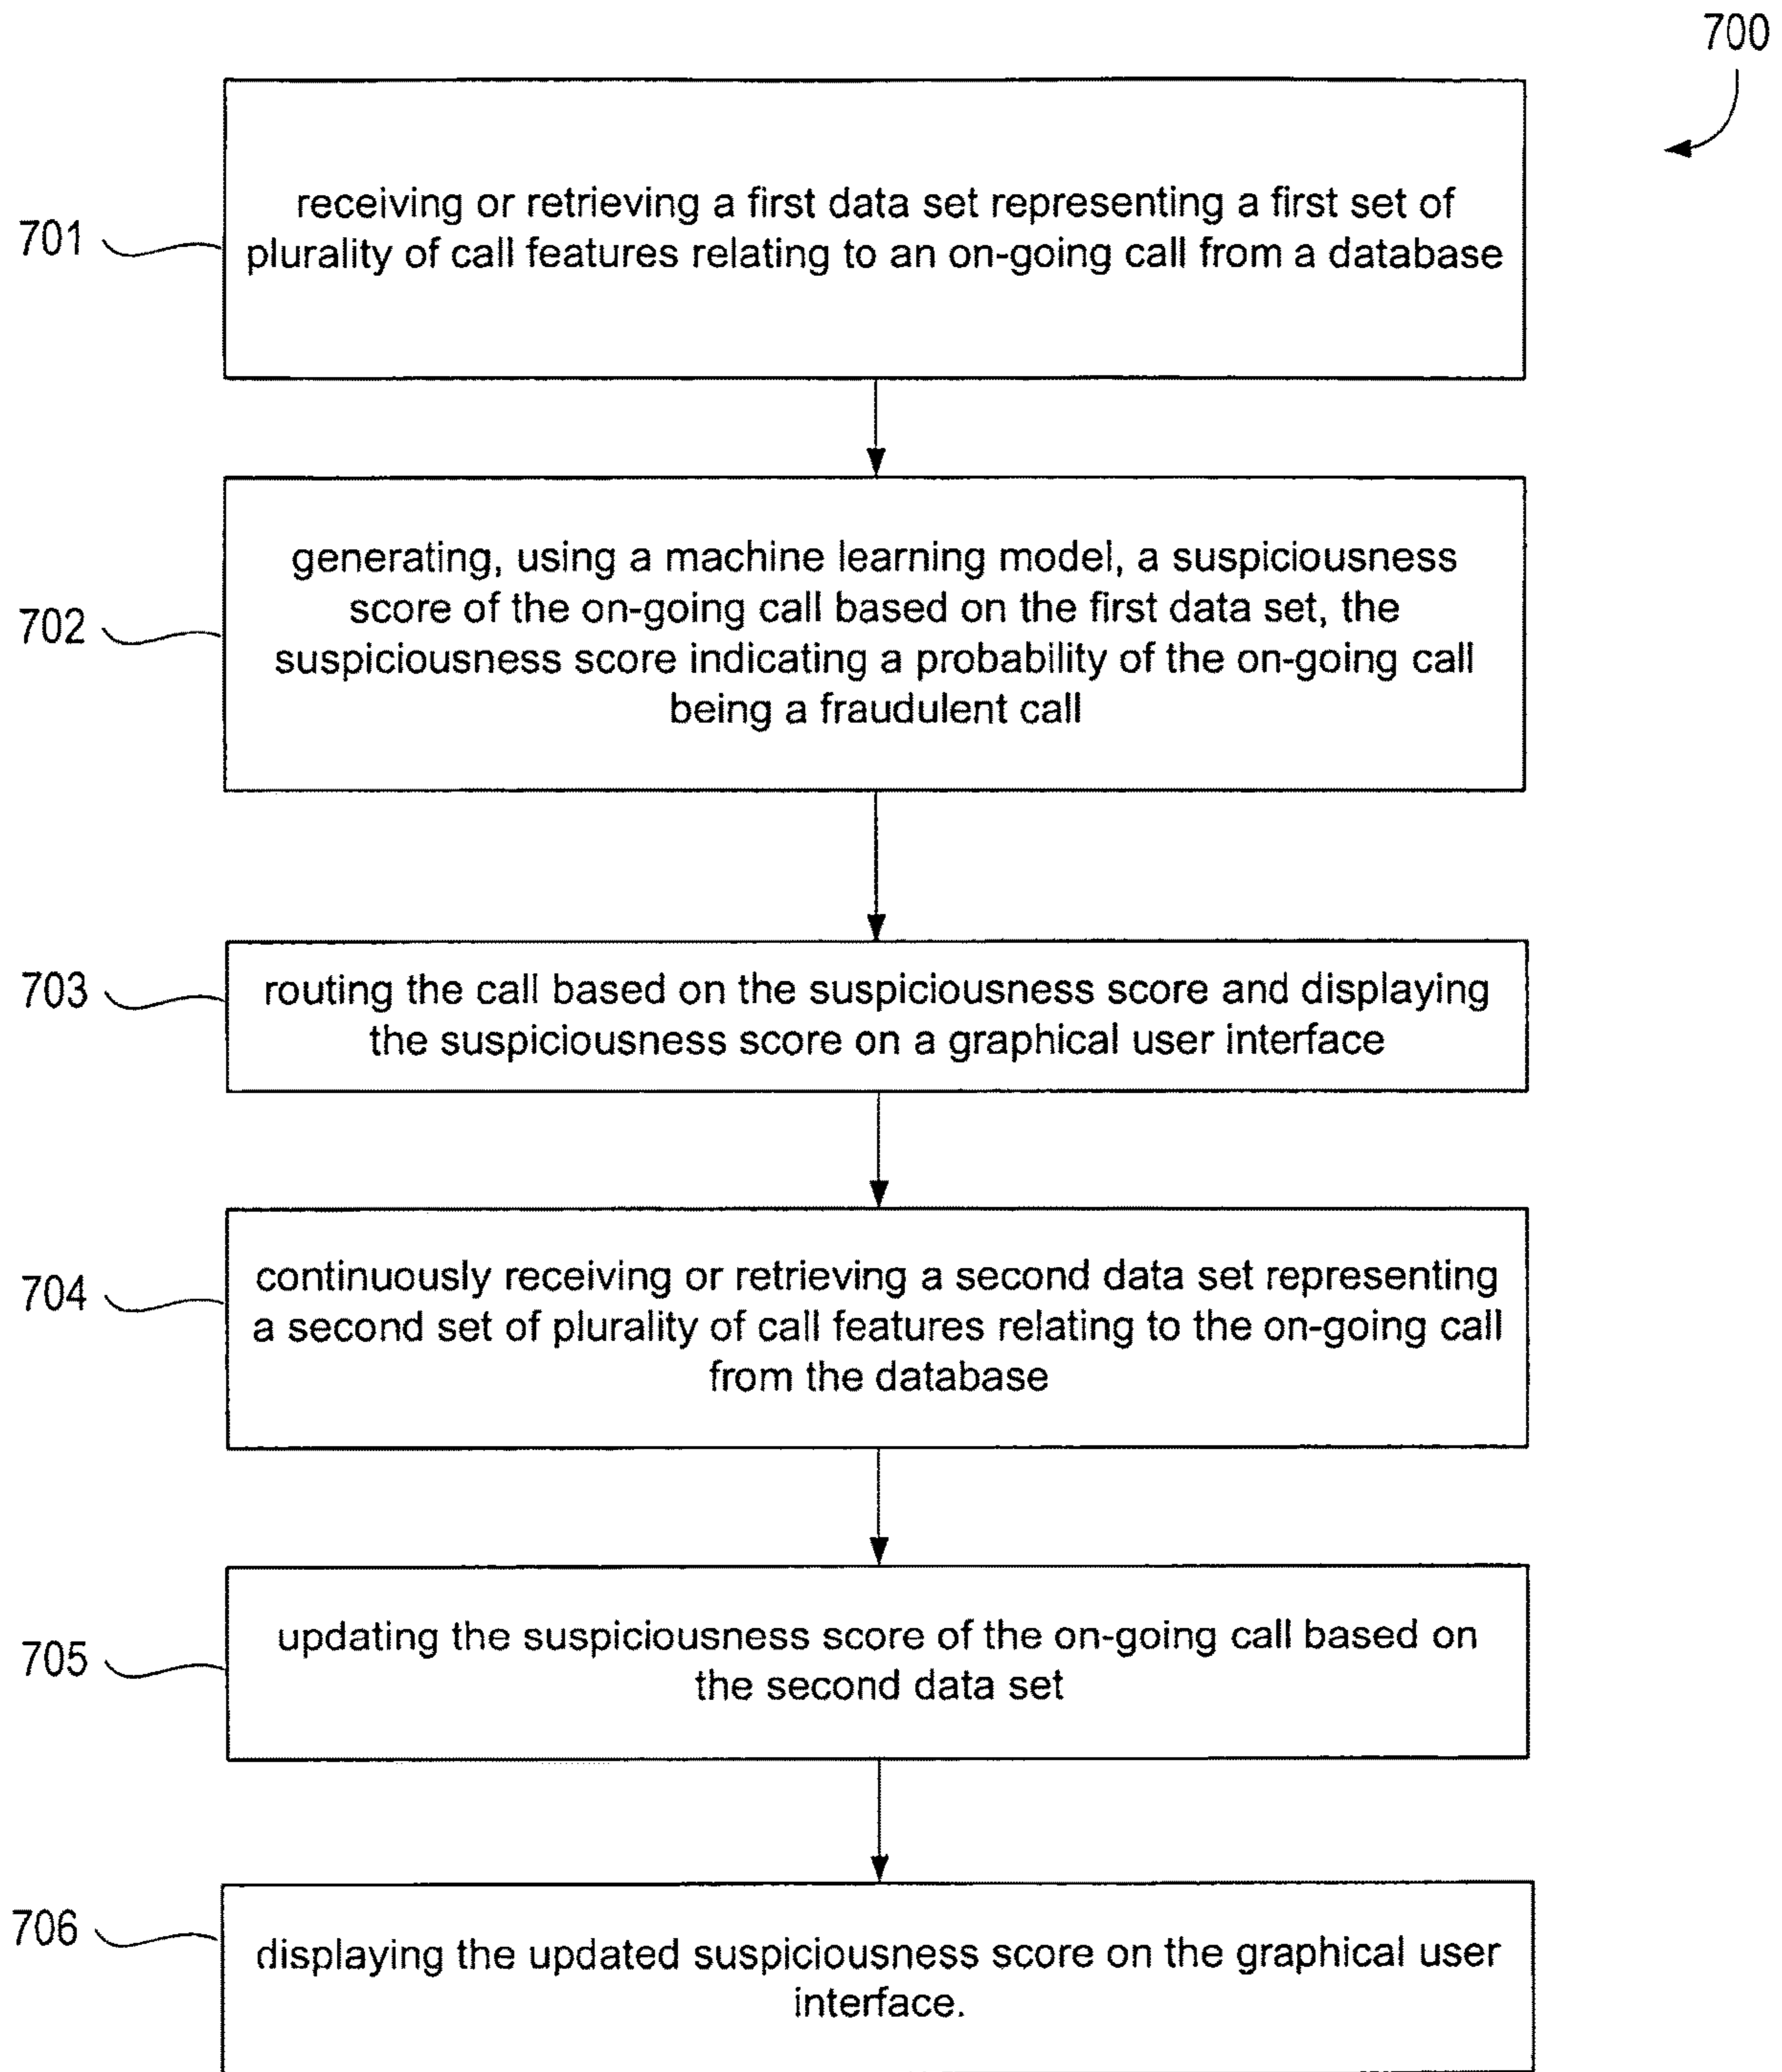 700
701
receiving or retrieving a first data set representing a first set of
plurality of call features relating to an on-going call from a database
702
generating, using a machine learning model, a suspiciousness
score of the on-going call based on the first data set, the
suspiciousness score indicating a probability of the on-going call
being a fraudulent call
703
routing the call based on the suspiciousness score and displaying
the suspiciousness score on a graphical user interface
704
continuously receiving or retrieving a second data set representing
a second set of plurality of call features relating to the on-going call
from the database
705
updating the suspiciousness score of the on-going call based on
the second data set
706
displaying the updated suspiciousness score on the graphical user
interface.